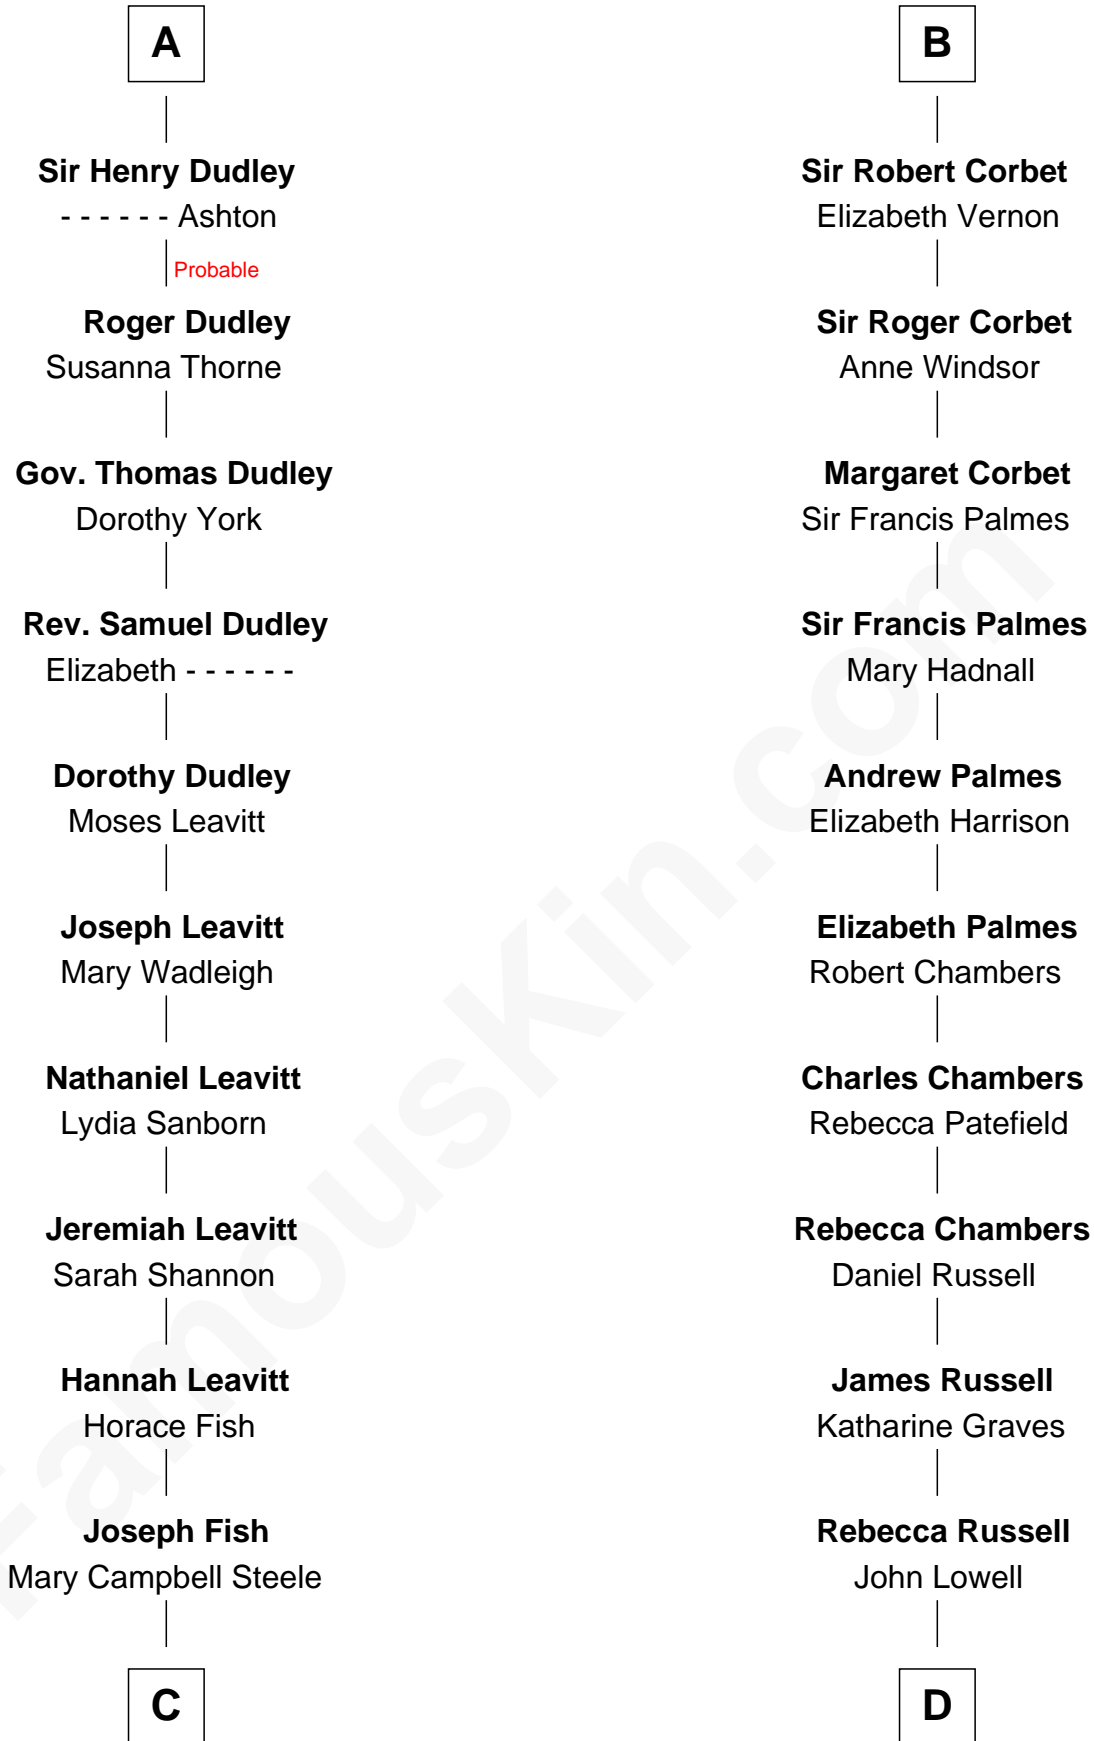 A
Sir Henry Dudley
- - - - - - Ashton
Probable
Roger Dudley
Susanna Thorne
Gov. Thomas Dudley
Dorothy York
Rev. Samuel Dudley
Elizabeth - - - - - -
Dorothy Dudley
Moses Leavitt
Joseph Leavitt
Mary Wadleigh
Nathaniel Leavitt
Lydia Sanborn
Jeremiah Leavitt
Sarah Shannon
Hannah Leavitt
Horace Fish
Joseph Fish
Mary Campbell Steele
C
B
Sir Robert Corbet
Elizabeth Vernon
Sir Roger Corbet
Anne Windsor
Margaret Corbet
Sir Francis Palmes
Sir Francis Palmes
Mary Hadnall
Andrew Palmes
Elizabeth Harrison
Elizabeth Palmes
Robert Chambers
Charles Chambers
Rebecca Patefield
Rebecca Chambers
Daniel Russell
James Russell
Katharine Graves
Rebecca Russell
John Lowell
D
FamousKin.com